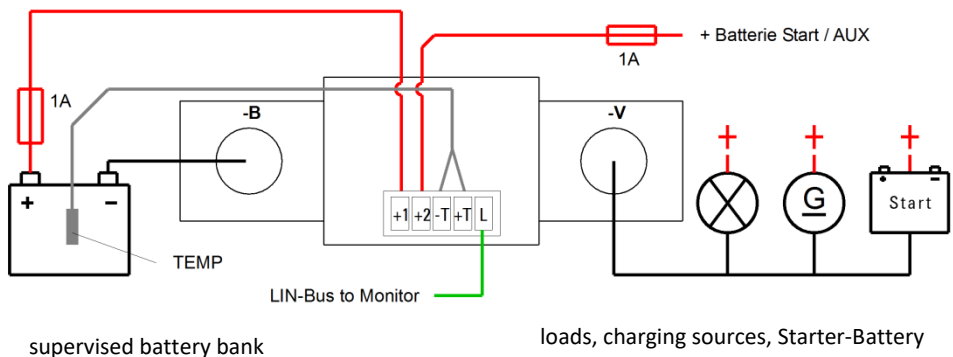 + Batterie Start / AUX
1A
1A
-B
-V
+ + +
G
Start
+ -
+1 +2 -T +T L
TEMP
LIN-Bus to Monitor
supervised battery bank
loads, charging sources, Starter-Battery